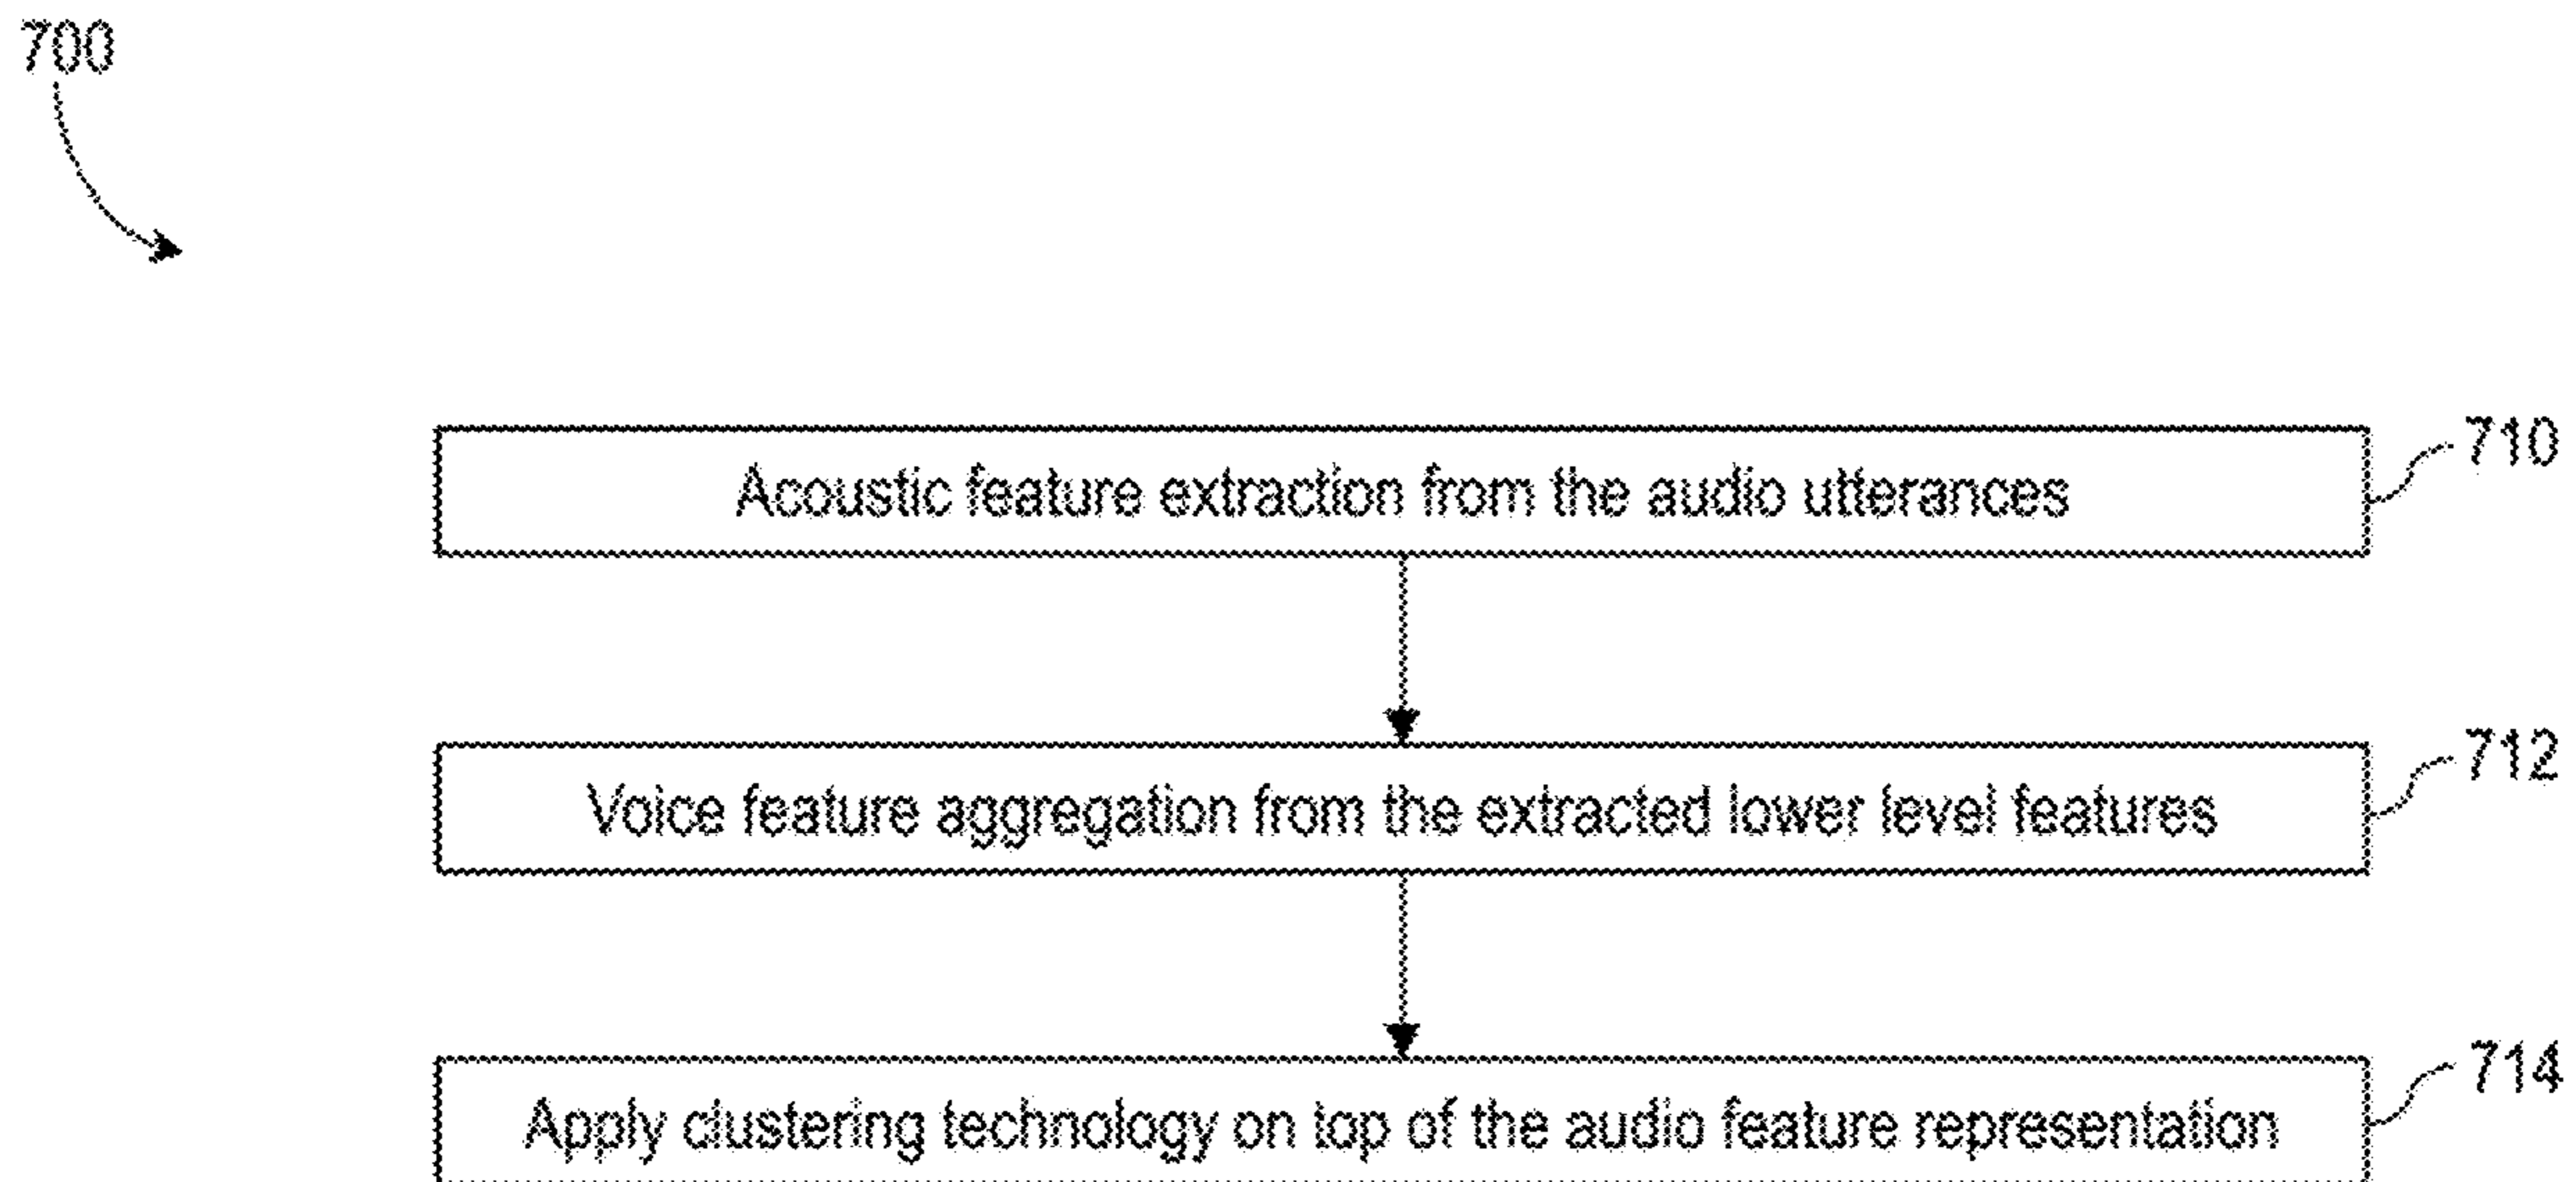 700
Acoustic feature extraction from the audio utterances
710
Voice feature aggregation from the extracted lower level features
712
Apply clustering technology on top of the audio feature representation
714